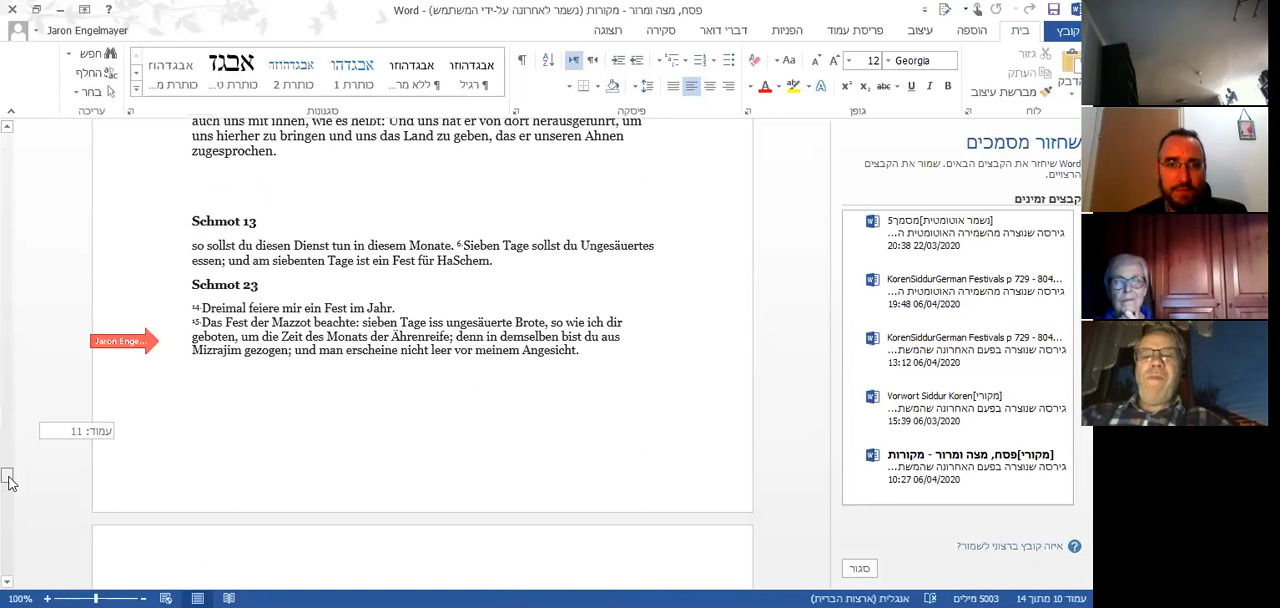 פסח, מצה ומרור - מקורות (נשמר לאחרונה על-ידי המשתמש) - Word
Jaron Engelmayer
קובץ
בית
הוספה
עיצוב
פריסת עמוד
הפניות
דברי דואר
סקירה
תצוגה
חפש
החלף
בחר
עריכה
אבגדהוז
¶ רגיל
אבגדהוזו
¶ ללא מר...
אבגדהו
כותרת 1
אבגדהוזו
כותרת 2
אבגד
כותרת ט...
אבגדהוז
כותרת מ...
סגנונות
פיסקה
12
Georgia
Aa
abc
B I U
גופן
גזור
העתק
מברשת עיצוב
הדבק
לוח
auch uns mit ihnen, wie es heißt: Und uns hat er von dort herausgeführt, um
uns hierher zu bringen und uns das Land zu geben, das er unseren Ahnen
zugesprochen.
Schmot 13
so sollst du diesen Dienst tun in diesem Monate. 6 Sieben Tage sollst du Ungesäuertes
essen; und am siebenten Tage ist ein Fest für HaSchem.
Schmot 23
14 Dreimal feiere mir ein Fest im Jahr.
15 Das Fest der Mazzot beachte: sieben Tage iss ungesäuerte Brote, so wie ich dir
geboten, um die Zeit des Monats der Ährenreife; denn in demselben bist du aus
Mizrajim gezogen; und man erscheine nicht leer vor meinem Angesicht.
Jaron Enge...
עמוד: 11
שחזור מסמכים
Word שיחזר את הקבצים הבאים. שמור את הקבצים
הרצויים.
קבצים זמינים
מסמך5[נשמר אוטומטית]
גירסה שנוצרה מהשמירה האוטומטית ה...
20:38 22/03/2020
KorenSiddurGerman Festivals p 729 - 804...
גירסה שנוצרה מהשמירה האוטומטית ה...
19:48 06/04/2020
KorenSiddurGerman Festivals p 729 - 804...
גירסה שנוצרה בפעם האחרונה שהמשת...
13:12 06/04/2020
Vorwort Siddur Koren[מקורי]
גירסה שנוצרה בפעם האחרונה שהמשת...
15:39 06/03/2020
פסח, מצה ומרור - מקורות[מקורי]
גירסה שנוצרה בפעם האחרונה שהמשת...
10:27 06/04/2020
איזה קובץ ברצוני לשמור?
סגור
עמוד 10 מתוך 14
5003 מילים
אנגלית (ארצות הברית)
100%